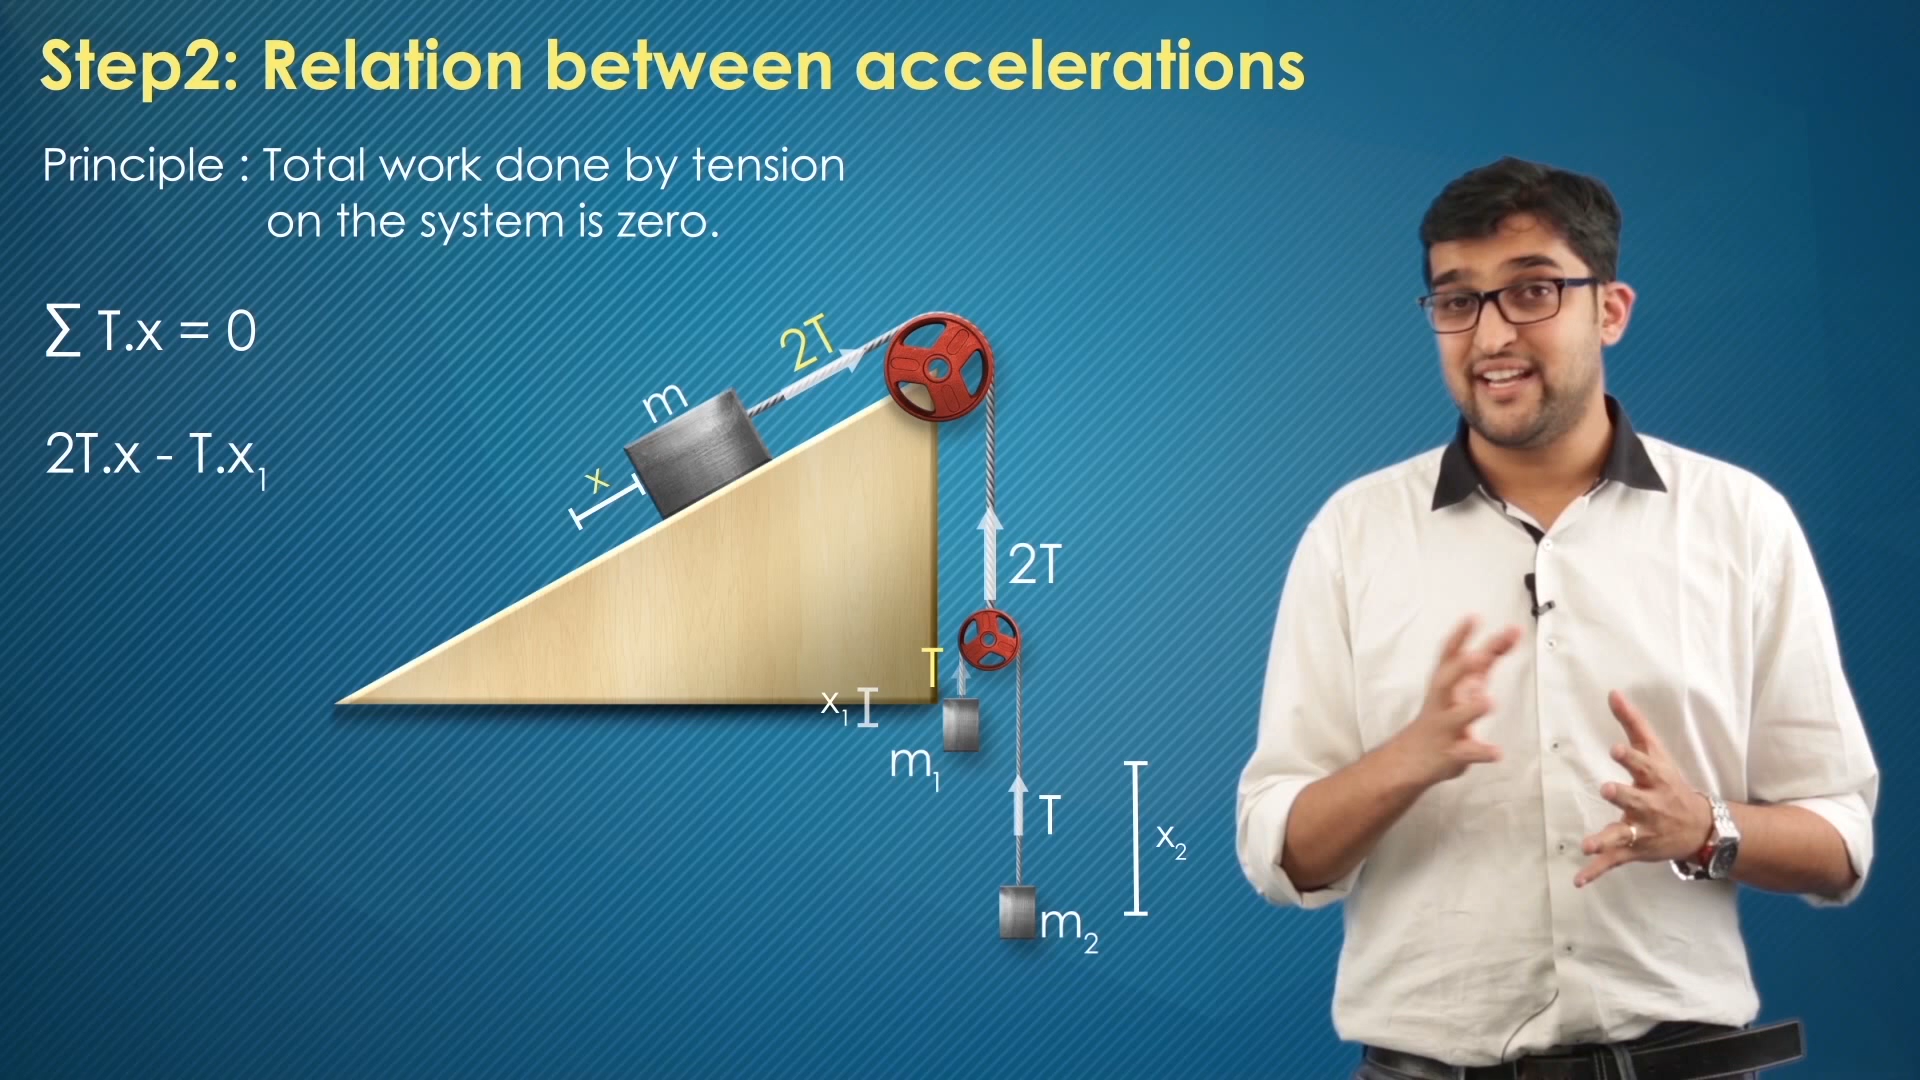 Step2: Relation between accelerations
Principle : Total work done by tension
on the system is zero.
∑ T.x = 0
2T.x - T.x₁
2T
m
x
2T
T
x₁
m₁
T
x₂
m₂